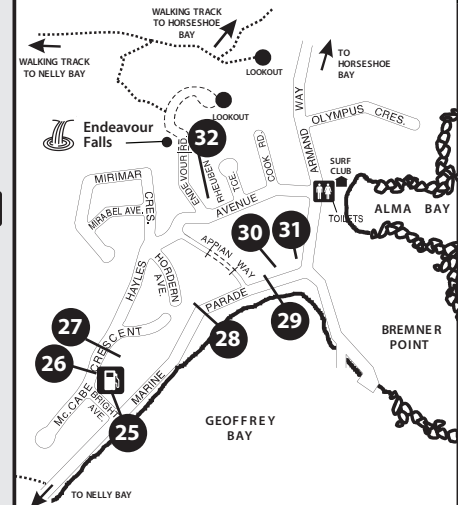 WALKING TRACK
TO HORSESHOE
BAY
WALKING TRACK
TO NELLY BAY
TO
HORSESHOE
BAY
LOOKOUT
LOOKOUT
Endeavour
Falls
32
ENDEAVOUR RD.
RHEUBEN TCE.
COOK RD.
ARMAND WAY
OLYMPUS CRES.
SURF
CLUB
TOILETS
ALMA BAY
MIRIMAR CRES.
MIRABEL AVE.
AVENUE
HAYLES
HORDERN
AVE.
APPIAN WAY
30
31
PARADE
29
28
BREMNER
POINT
27
26
Mc.CABE CRESCENT
BRIGHT
AVE.
MARINE
25
GEOFFREY
BAY
TO NELLY BAY